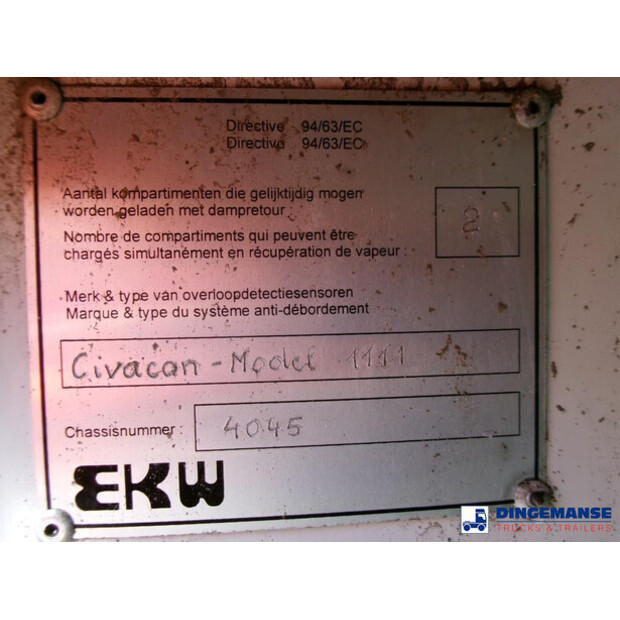 Directive 94/63/EC
Directive 94/63/EC
Aantal kompartimenten die gelijktijdig mogen
worden geladen met dampretour :
2
Nombre de compartiments qui peuvent être
chargés simultanément en récupération de vapeur :
Merk & type van overloopdetectiesensoren
Marque & type du système anti-débordement
Civacon - Model 1111
Chassisnummer : 4045
EKW
DINGEMANSE
TRUCKS & TRAILERS